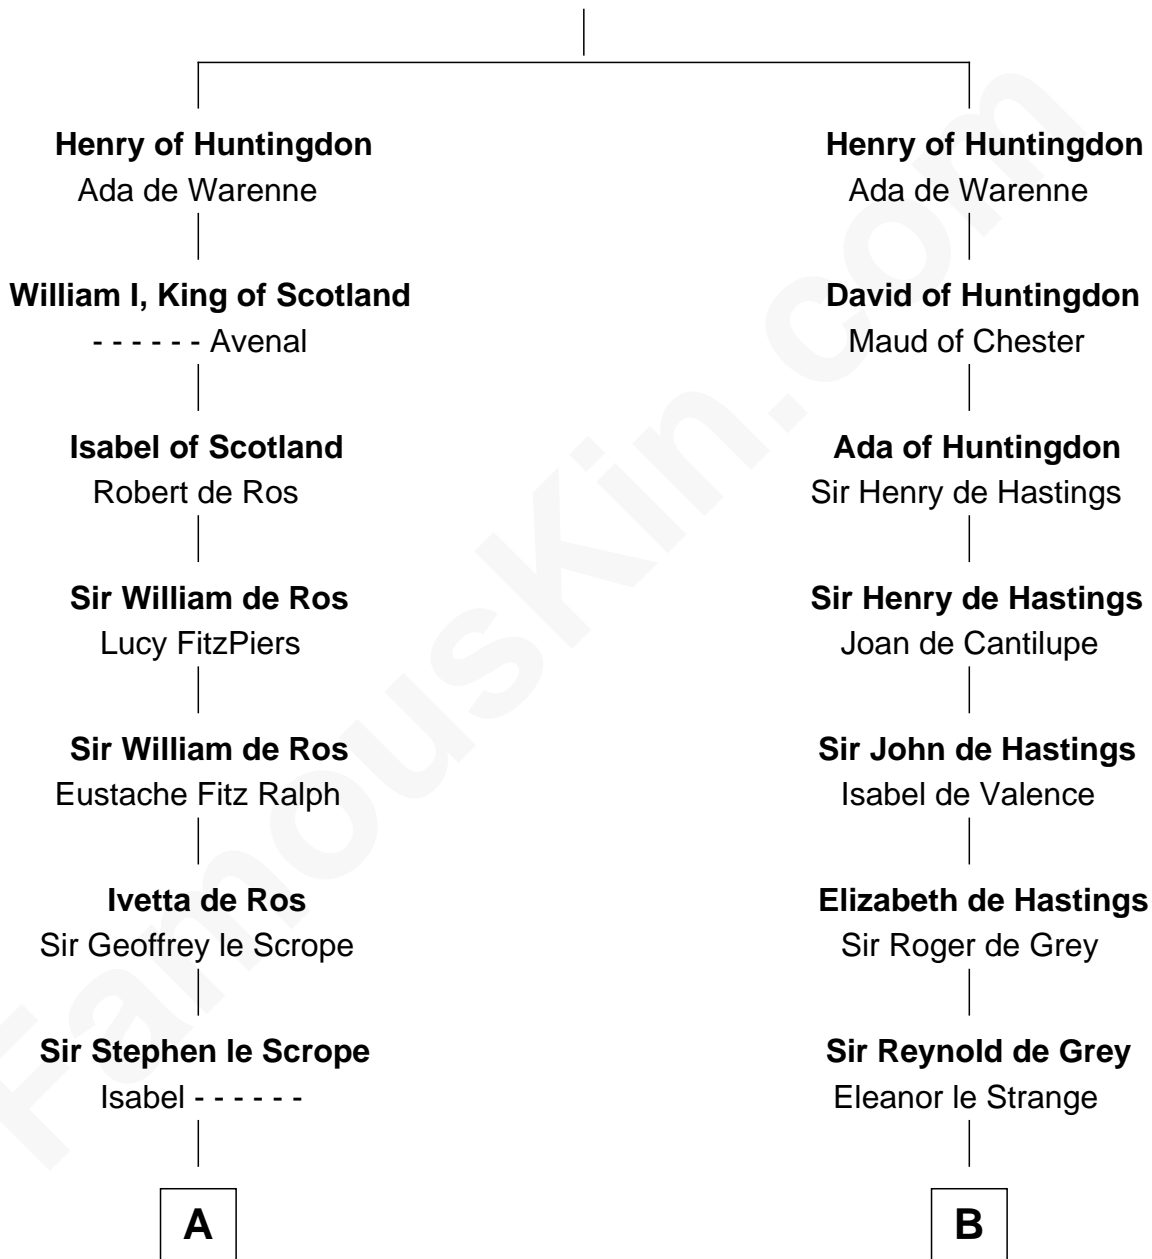 Henry of Huntingdon
Ada de Warenne
William I, King of Scotland
- - - - - - Avenal
Isabel of Scotland
Robert de Ros
Sir William de Ros
Lucy FitzPiers
Sir William de Ros
Eustache Fitz Ralph
Ivetta de Ros
Sir Geoffrey le Scrope
Sir Stephen le Scrope
Isabel - - - - - -
A
Henry of Huntingdon
Ada de Warenne
David of Huntingdon
Maud of Chester
Ada of Huntingdon
Sir Henry de Hastings
Sir Henry de Hastings
Joan de Cantilupe
Sir John de Hastings
Isabel de Valence
Elizabeth de Hastings
Sir Roger de Grey
Sir Reynold de Grey
Eleanor le Strange
B
FamousKin.com